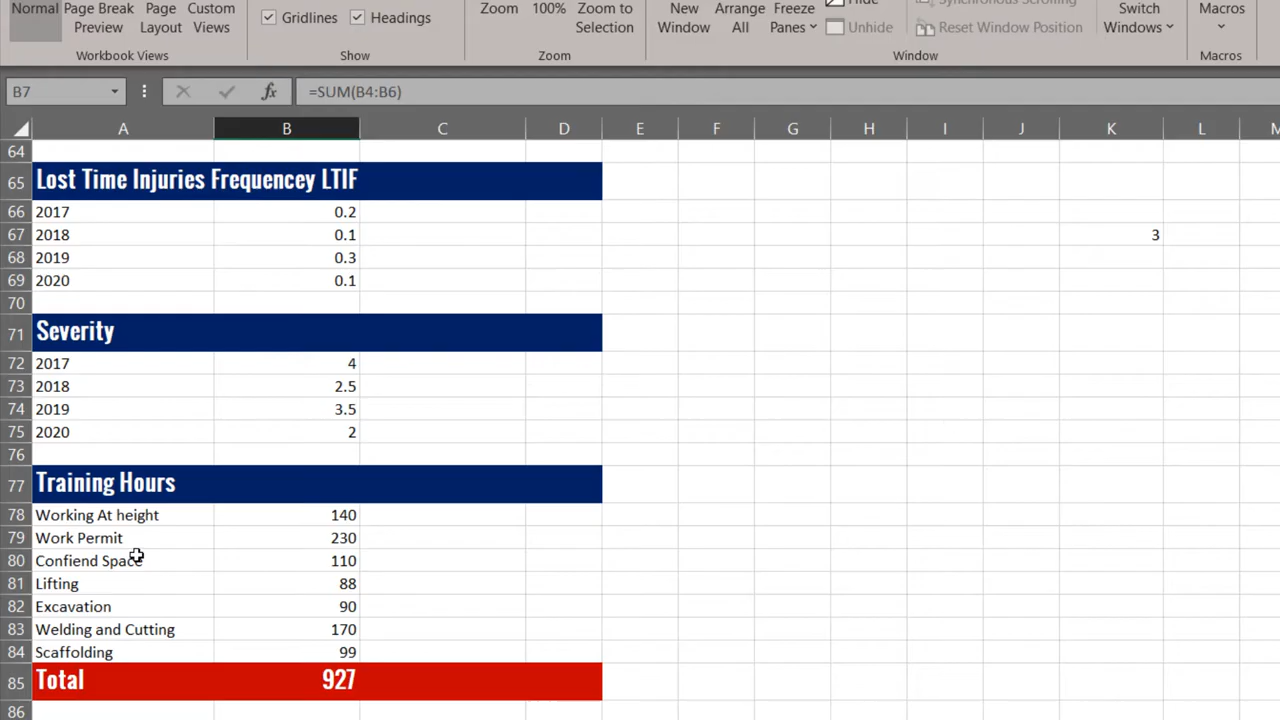 Normal Page Break Preview Page Layout Custom Views
Gridlines Headings
Zoom 100% Zoom to Selection
New Window Arrange All Freeze Panes Hide Unhide Synchronous Scrolling Reset Window Position Switch Windows
Macros
Workbook Views Show Zoom Window Macros
B7 fx =SUM(B4:B6)
A B C D E F G H I J K L M
64
65 Lost Time Injuries Frequencey LTIF
66 2017 0.2
67 2018 0.1 3
68 2019 0.3
69 2020 0.1
70
71 Severity
72 2017 4
73 2018 2.5
74 2019 3.5
75 2020 2
76
77 Training Hours
78 Working At height 140
79 Work Permit 230
80 Confiend Space 110
81 Lifting 88
82 Excavation 90
83 Welding and Cutting 170
84 Scaffolding 99
85 Total 927
86